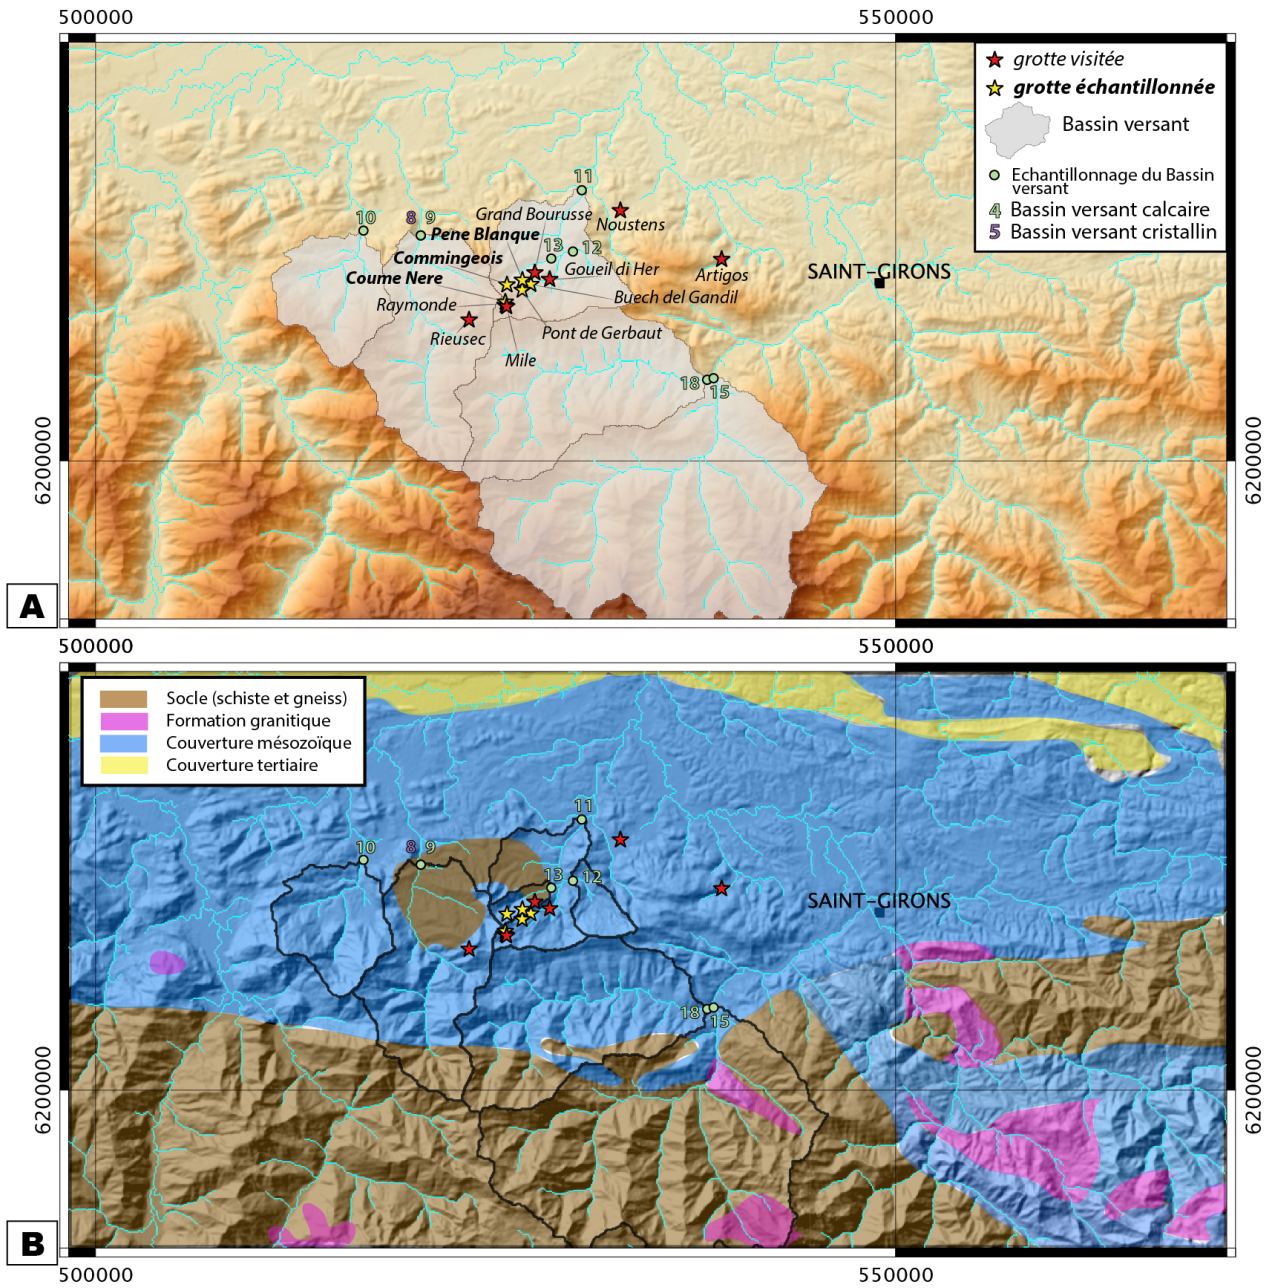 500000
550000
grotte visitée
grotte échantillonnée
Bassin versant
Echantillonnage du Bassin
versant
4 Bassin versant calcaire
5 Bassin versant cristallin
11
Grand Bourusse
Noustens
10
8 9
Pene Blanque
13
12
Commingeois
Goueil di Her
Artigos
SAINT-GIRONS
Coume Nere
Buech del Gandil
Raymonde
Rieusec
Pont de Gerbaut
Mile
18
15
6200000
6200000
A
500000
550000
Socle (schiste et gneiss)
Formation granitique
Couverture mésozoïque
Couverture tertiaire
11
10
8 9
13
12
SAINT-GIRONS
18
15
6200000
6200000
B
500000
550000